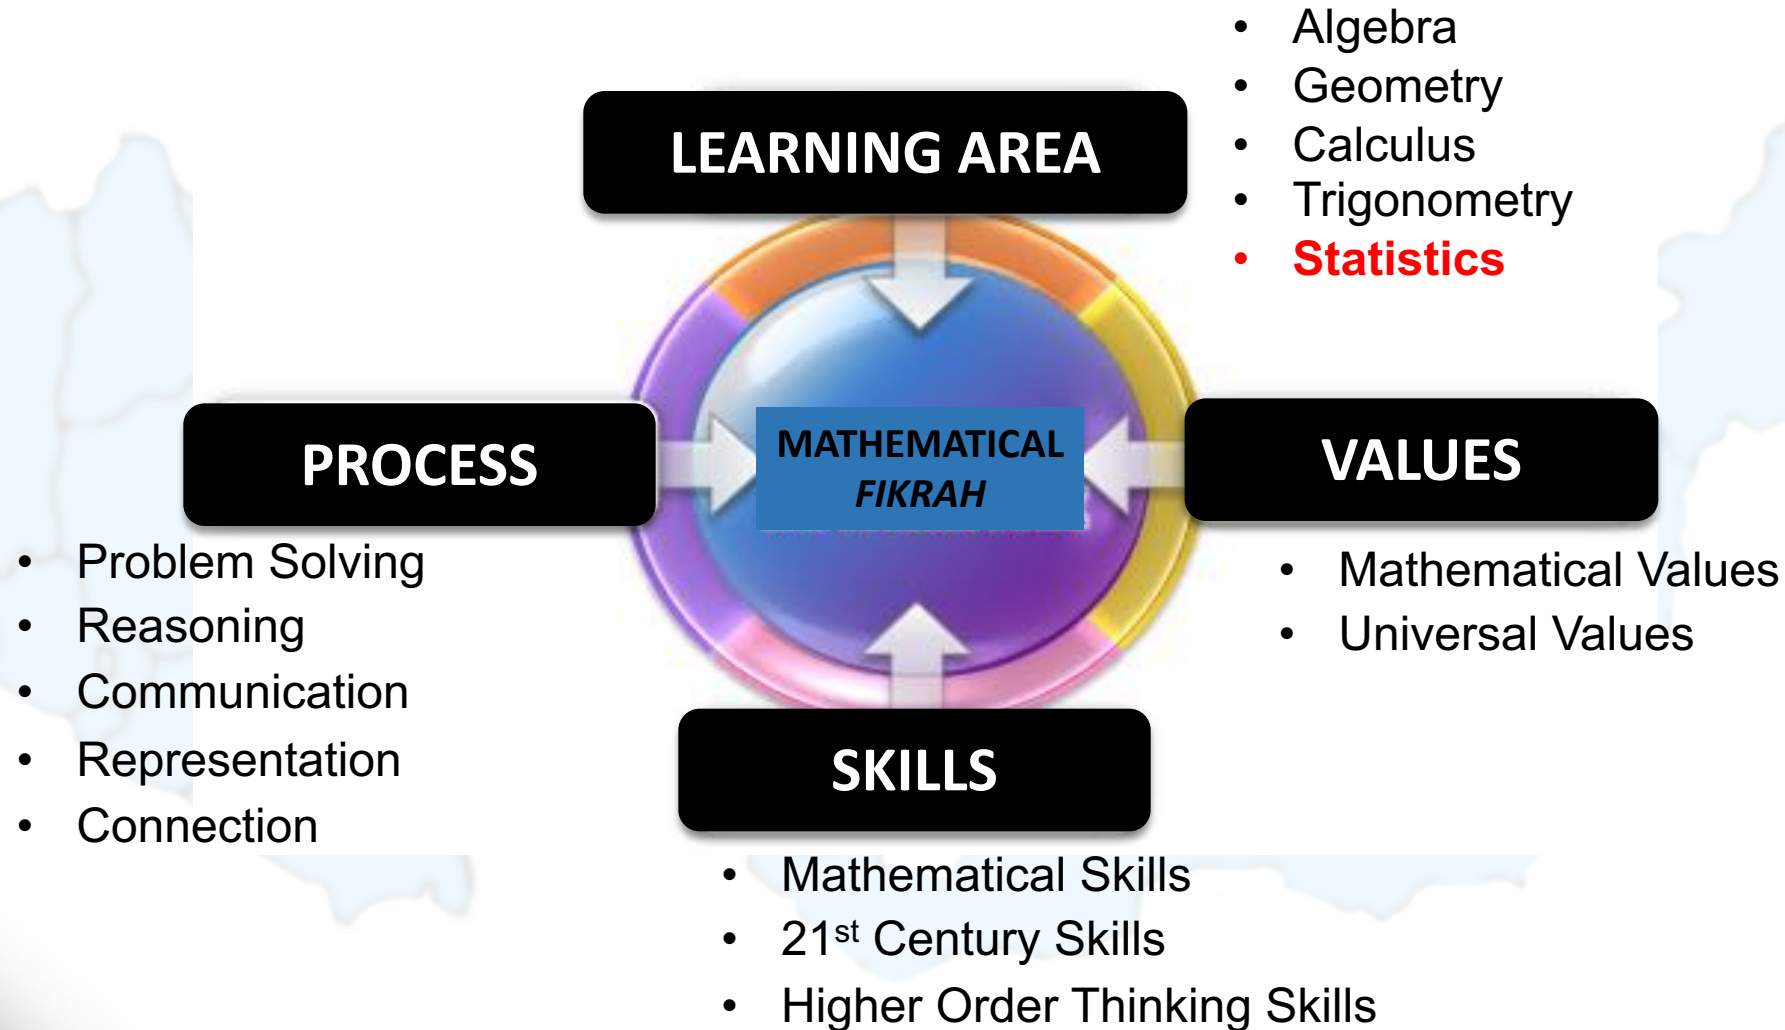 • Algebra
• Geometry
• Calculus
• Trigonometry
• Statistics
LEARNING AREA
PROCESS
• Problem Solving
• Reasoning
• Communication
• Representation
• Connection
MATHEMATICAL
FIKRAH
VALUES
• Mathematical Values
• Universal Values
SKILLS
• Mathematical Skills
• 21st Century Skills
• Higher Order Thinking Skills